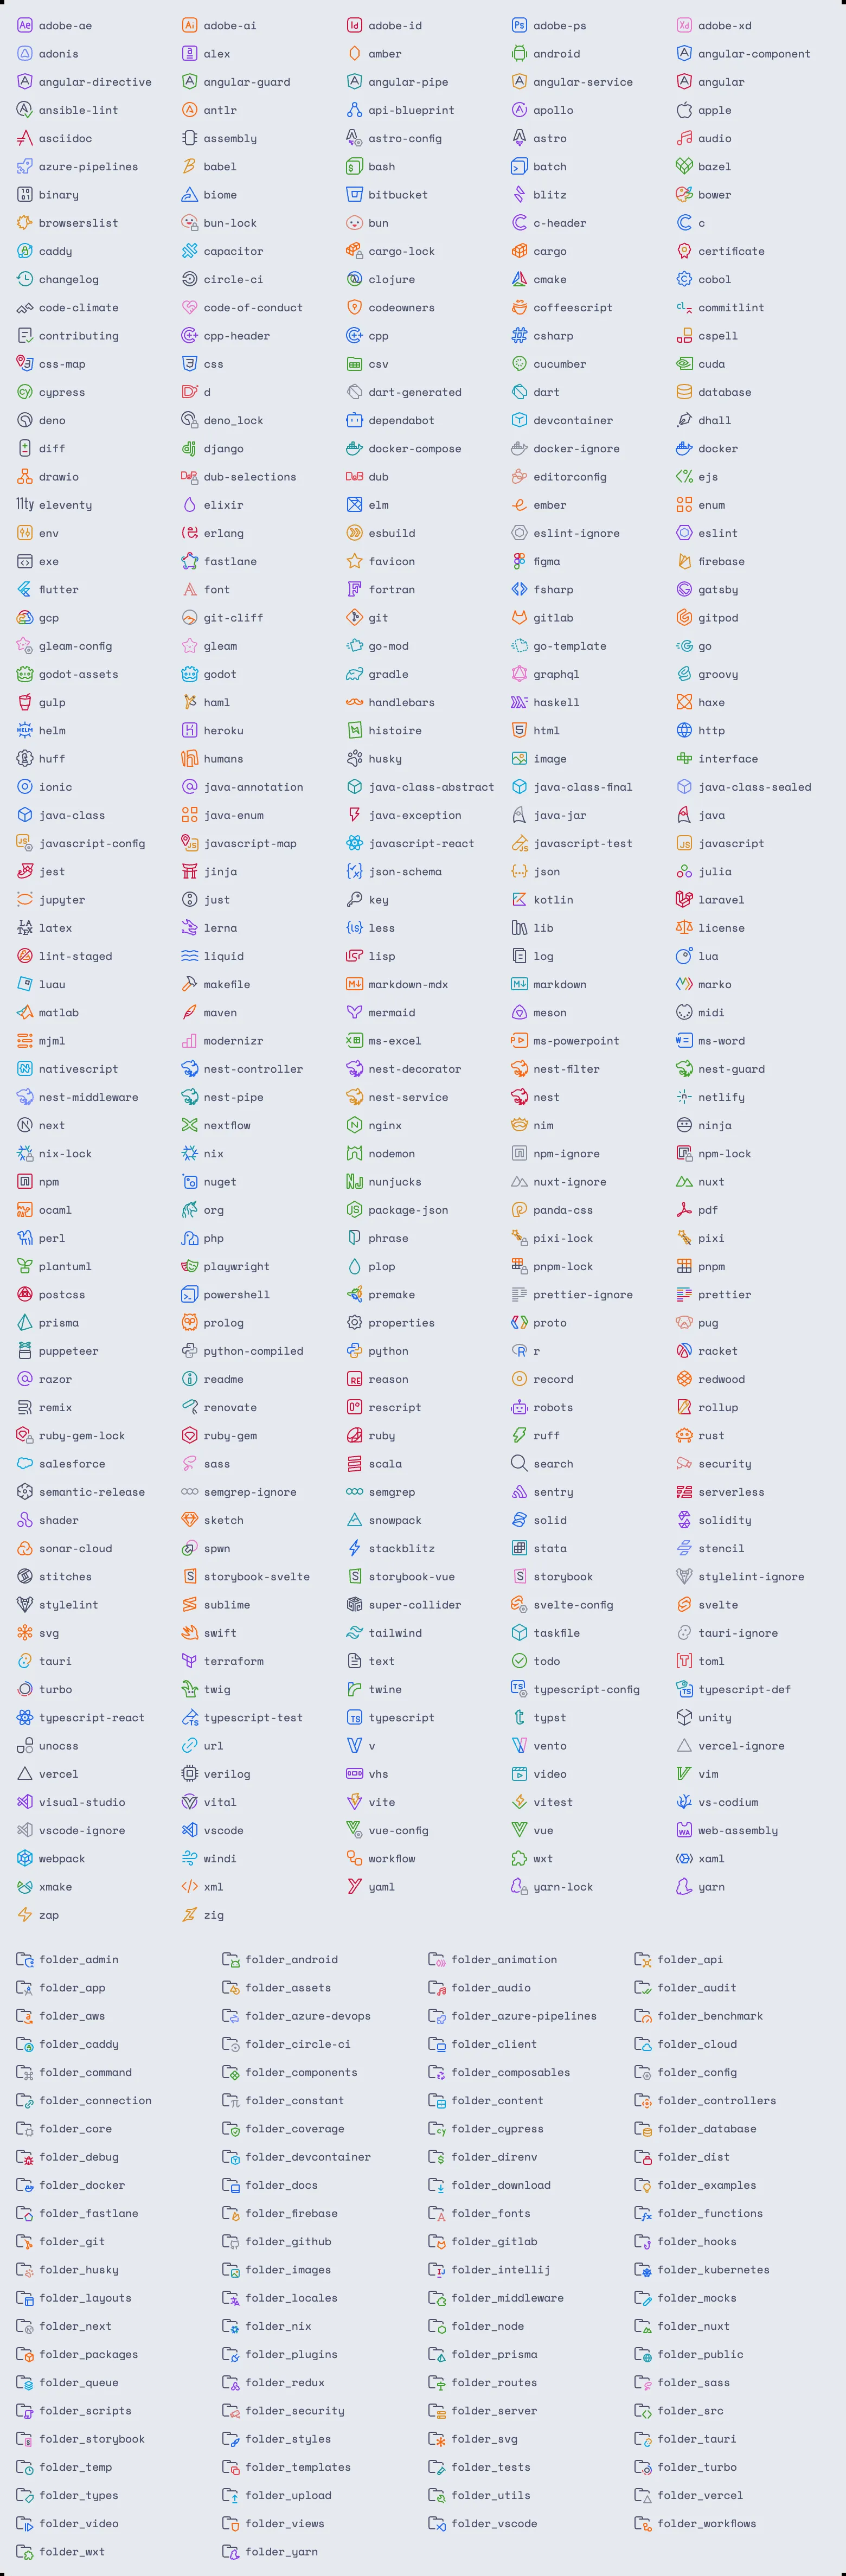 adobe-ae adobe-ai adobe-id adobe-ps adobe-xd
adonis alex amber android angular-component
angular-directive angular-guard angular-pipe angular-service angular
ansible-lint antlr api-blueprint apollo apple
asciidoc assembly astro-config astro audio
azure-pipelines babel bash batch bazel
binary biome bitbucket blitz bower
browserslist bun-lock bun c-header c
caddy capacitor cargo-lock cargo certificate
changelog circle-ci clojure cmake cobol
code-climate code-of-conduct codeowners coffeescript commitlint
contributing cpp-header cpp csharp cspell
css-map css csv cucumber cuda
cypress d dart-generated dart database
deno deno_lock dependabot devcontainer dhall
diff django docker-compose docker-ignore docker
drawio dub-selections dub editorconfig ejs
eleventy elixir elm ember enum
env erlang esbuild eslint-ignore eslint
exe fastlane favicon figma firebase
flutter font fortran fsharp gatsby
gcp git-cliff git gitlab gitpod
gleam-config gleam go-mod go-template go
godot-assets godot gradle graphql groovy
gulp haml handlebars haskell haxe
helm heroku histoire html http
huff humans husky image interface
ionic java-annotation java-class-abstract java-class-final java-class-sealed
java-class java-enum java-exception java-jar java
javascript-config javascript-map javascript-react javascript-test javascript
jest jinja json-schema json julia
jupyter just key kotlin laravel
latex lerna less lib license
lint-staged liquid lisp log lua
luau makefile markdown-mdx markdown marko
matlab maven mermaid meson midi
mjml modernizr ms-excel ms-powerpoint ms-word
nativescript nest-controller nest-decorator nest-filter nest-guard
nest-middleware nest-pipe nest-service nest netlify
next nextflow nginx nim ninja
nix-lock nix nodemon npm-ignore npm-lock
npm nuget nunjucks nuxt-ignore nuxt
ocaml org package-json panda-css pdf
perl php phrase pixi-lock pixi
plantuml playwright plop pnpm-lock pnpm
postcss powershell premake prettier-ignore prettier
prisma prolog properties proto pug
puppeteer python-compiled python r racket
razor readme reason record redwood
remix renovate rescript robots rollup
ruby-gem-lock ruby-gem ruby ruff rust
salesforce sass scala search security
semantic-release semgrep-ignore semgrep sentry serverless
shader sketch snowpack solid solidity
sonar-cloud spwn stackblitz stata stencil
stitches storybook-svelte storybook-vue storybook stylelint-ignore
stylelint sublime super-collider svelte-config svelte
svg swift tailwind taskfile tauri-ignore
tauri terraform text todo toml
turbo twig twine typescript-config typescript-def
typescript-react typescript-test typescript typst unity
unocss url v vento vercel-ignore
vercel verilog vhs video vim
visual-studio vital vite vitest vs-codium
vscode-ignore vscode vue-config vue web-assembly
webpack windi workflow wxt xaml
xmake xml yaml yarn-lock yarn
zap zig
folder_admin folder_android folder_animation folder_api
folder_app folder_assets folder_audio folder_audit
folder_aws folder_azure-devops folder_azure-pipelines folder_benchmark
folder_caddy folder_circle-ci folder_client folder_cloud
folder_command folder_components folder_composables folder_config
folder_connection folder_constant folder_content folder_controllers
folder_core folder_coverage folder_cypress folder_database
folder_debug folder_devcontainer folder_direnv folder_dist
folder_docker folder_docs folder_download folder_examples
folder_fastlane folder_firebase folder_fonts folder_functions
folder_git folder_github folder_gitlab folder_hooks
folder_husky folder_images folder_intellij folder_kubernetes
folder_layouts folder_locales folder_middleware folder_mocks
folder_next folder_nix folder_node folder_nuxt
folder_packages folder_plugins folder_prisma folder_public
folder_queue folder_redux folder_routes folder_sass
folder_scripts folder_security folder_server folder_src
folder_storybook folder_styles folder_svg folder_tauri
folder_temp folder_templates folder_tests folder_turbo
folder_types folder_upload folder_utils folder_vercel
folder_video folder_views folder_vscode folder_workflows
folder_wxt folder_yarn